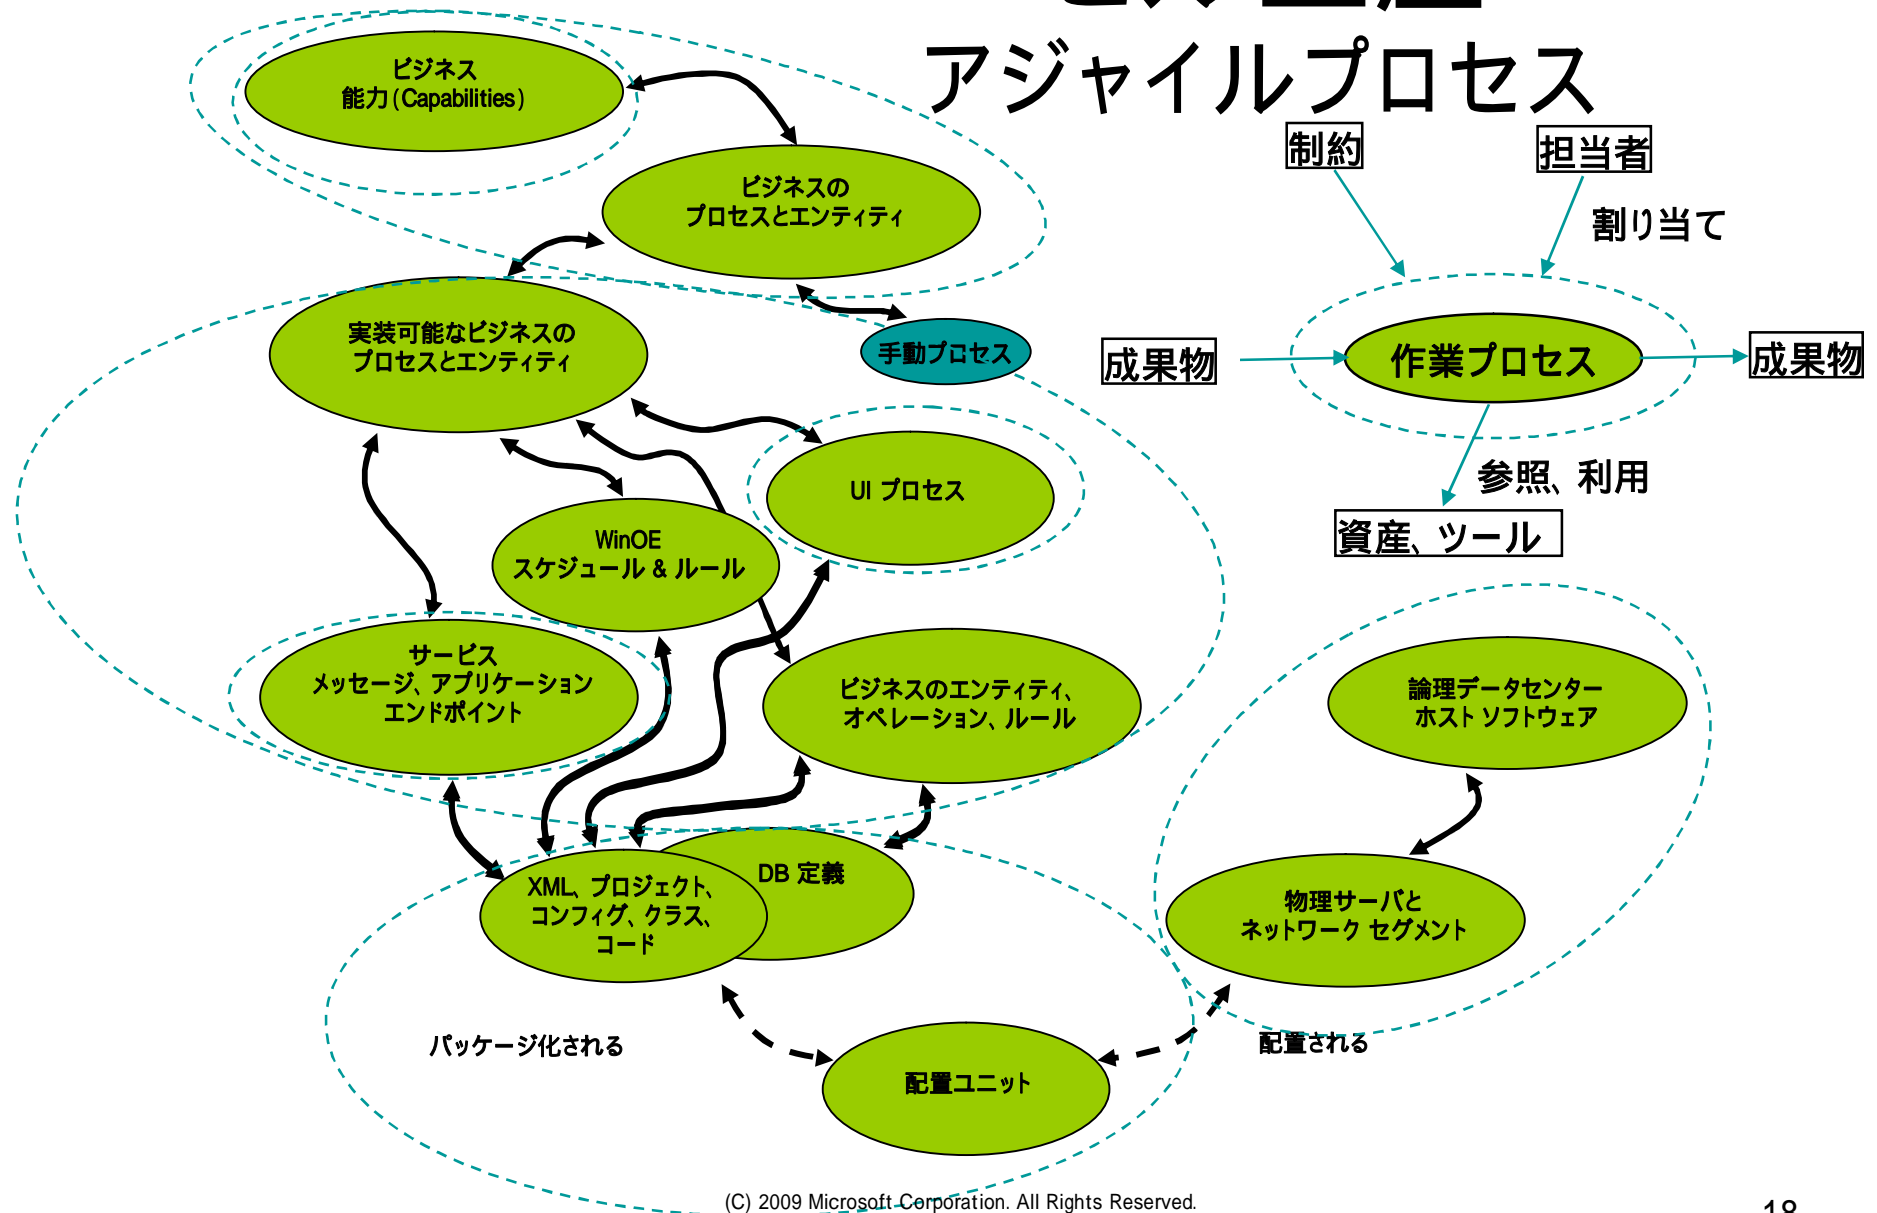 アジャイルプロセス
ビジネス
能力(Capabilities)
ビジネスの
プロセスとエンティティ
制約
担当者
割り当て
実装可能なビジネスの
プロセスとエンティティ
手動プロセス
成果物
作業プロセス
成果物
UI プロセス
参照、利用
資産、ツール
WinOE
スケジュール & ルール
サービス
メッセージ、アプリケーション
エンドポイント
ビジネスのエンティティ、
オペレーション、ルール
論理データセンター
ホスト ソフトウェア
DB 定義
XML、プロジェクト、
コンフィグ、クラス、
コード
物理サーバと
ネットワーク セグメント
パッケージ化される
配置される
配置ユニット
(C) 2009 Microsoft Corporation. All Rights Reserved.
18